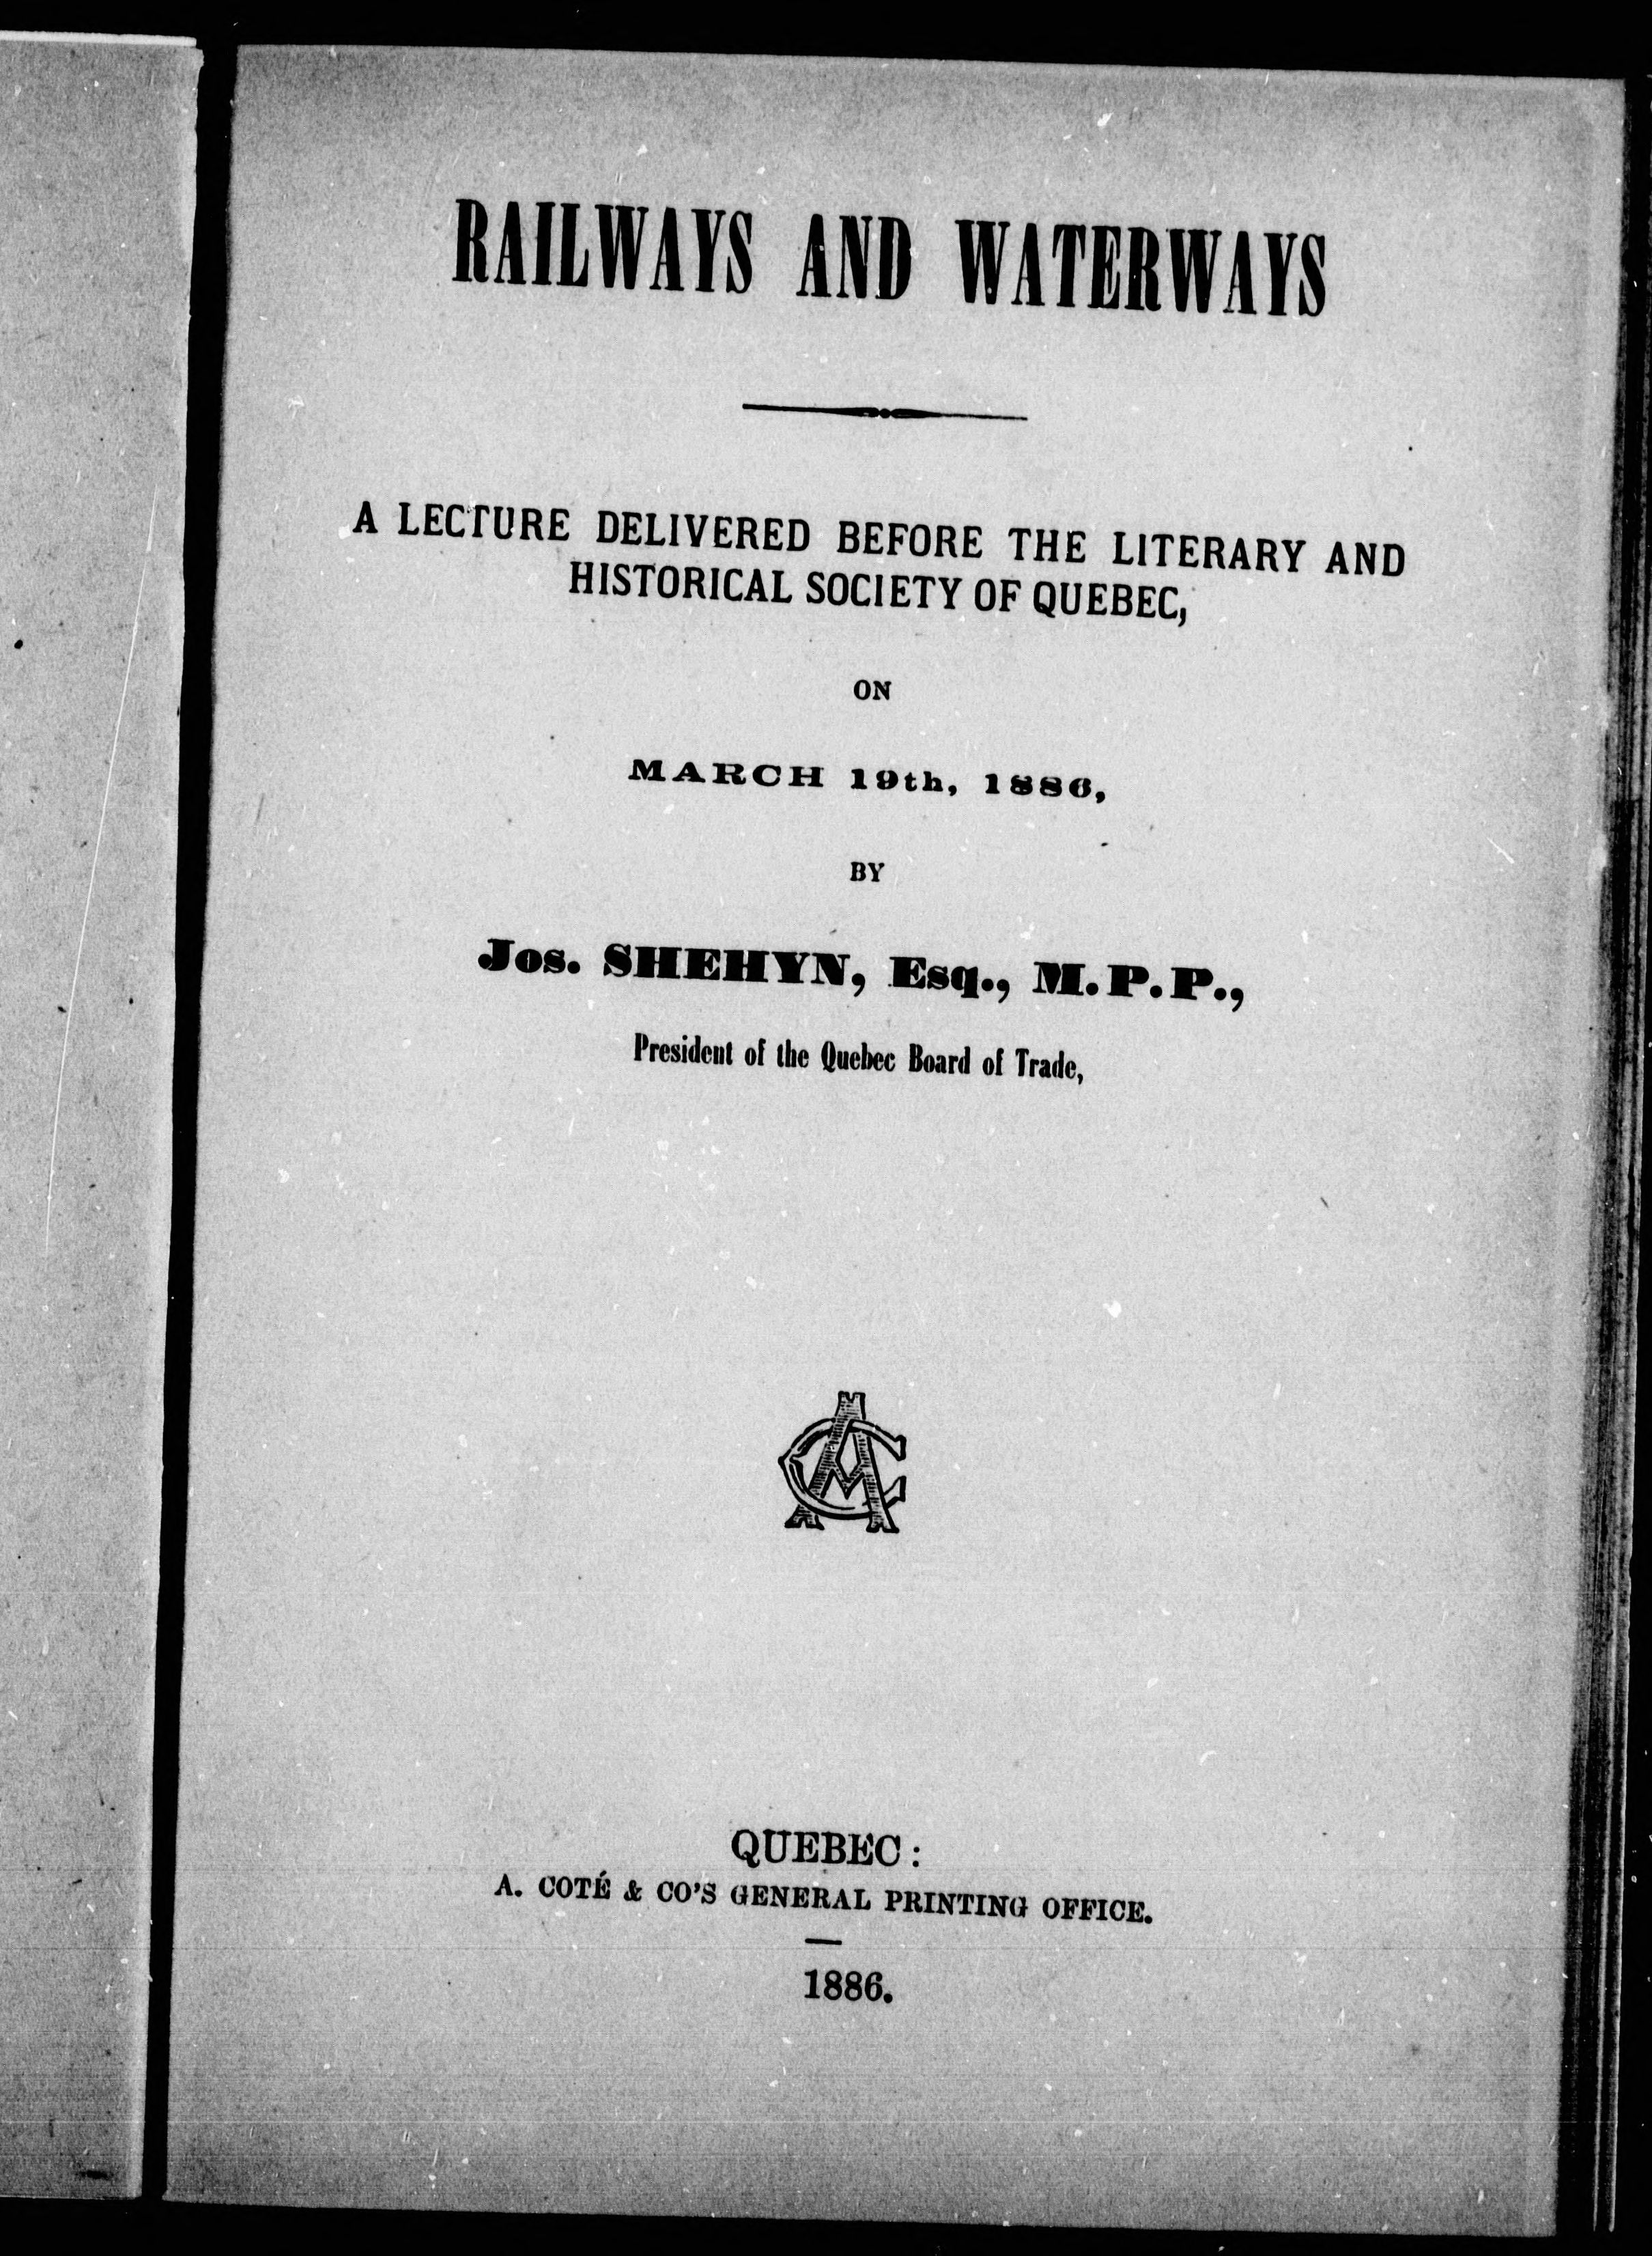 RAILWAYS AND WATERWAYS
A LECTURE DELIVERED BEFORE THE LITERARY AND
HISTORICAL SOCIETY OF QUEBEC,
ON
MARCH 19th, 1886,
BY
Jos. SHEHYN, Esq., M.P.P.,
President of the Quebec Board of Trade,
QUEBEC:
A. COTÉ & CO'S GENERAL PRINTING OFFICE.
1886.